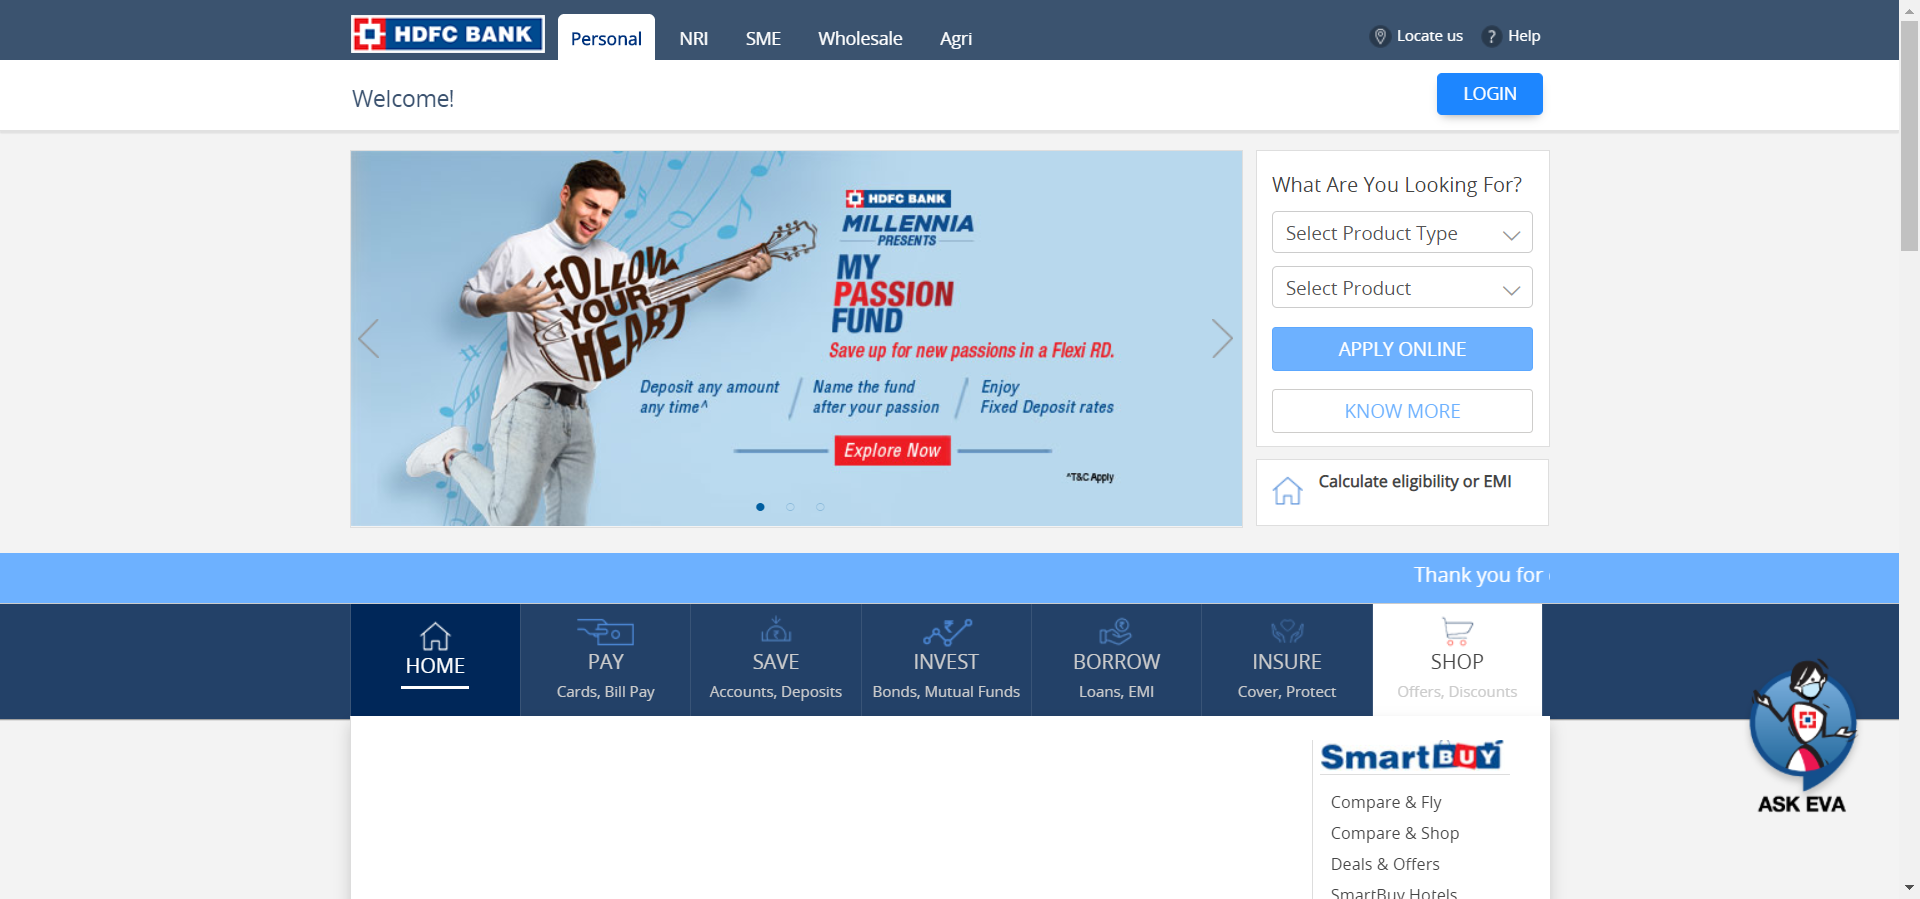 HDFC BANK
Personal
NRI
SME
Wholesale
Agri
Locate us
? Help
Welcome!
LOGIN
HDFC BANK
MILLENNIA
PRESENTS
MY
PASSION
FUND
Save up for new passions in a Flexi RD.
FOLLOW
YOUR
HEART
Deposit any amount
any time^
Name the fund
after your passion
Enjoy
Fixed Deposit rates
Explore Now
^T&C Apply
What Are You Looking For?
Select Product Type
Select Product
APPLY ONLINE
KNOW MORE
Calculate eligibility or EMI
Thank you for
HOME
PAY
Cards, Bill Pay
SAVE
Accounts, Deposits
INVEST
Bonds, Mutual Funds
BORROW
Loans, EMI
INSURE
Cover, Protect
SHOP
Offers, Discounts
SmartBUY
Compare & Fly
Compare & Shop
Deals & Offers
SmartBuy Hotels
ASK EVA